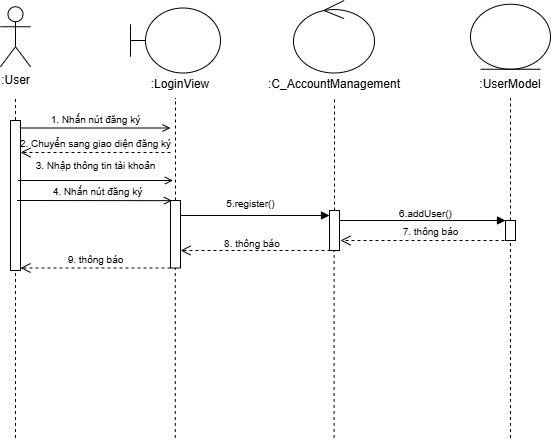 :User
:LoginView
:C_AccountManagement
:UserModel
1. Nhấn nút đăng ký
2. Chuyển sang giao diện đăng ký
3. Nhập thông tin tài khoản
4. Nhấn nút đăng ký
5.register()
6.addUser()
7. thông báo
8. thông báo
9. thông báo